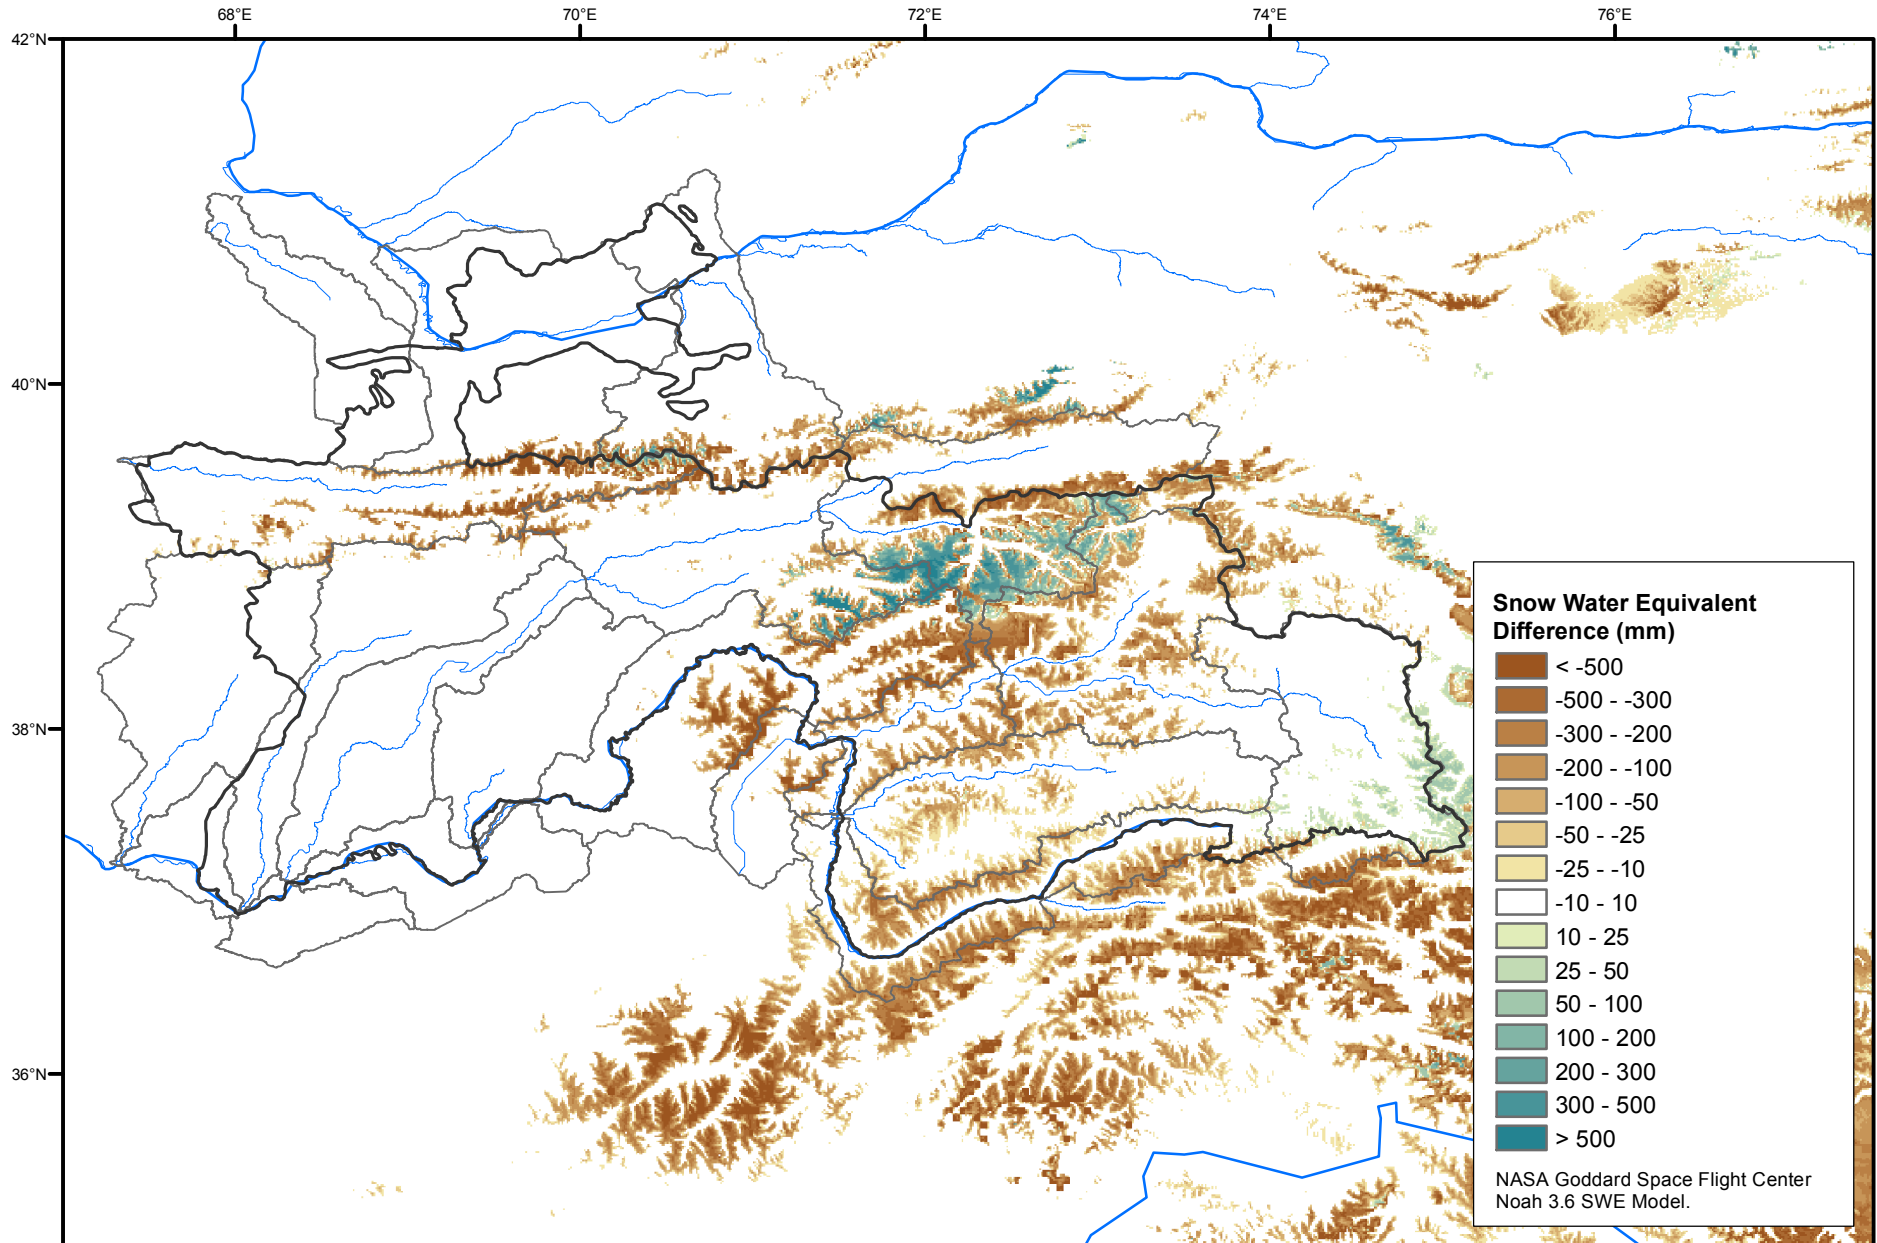 68°E 70°E 72°E 74°E 76°E
42°N
40°N
38°N
36°N
Snow Water Equivalent
Difference (mm)
< -500
-500 - -300
-300 - -200
-200 - -100
-100 - -50
-50 - -25
-25 - -10
-10 - 10
10 - 25
25 - 50
50 - 100
100 - 200
200 - 300
300 - 500
> 500
NASA Goddard Space Flight Center
Noah 3.6 SWE Model.